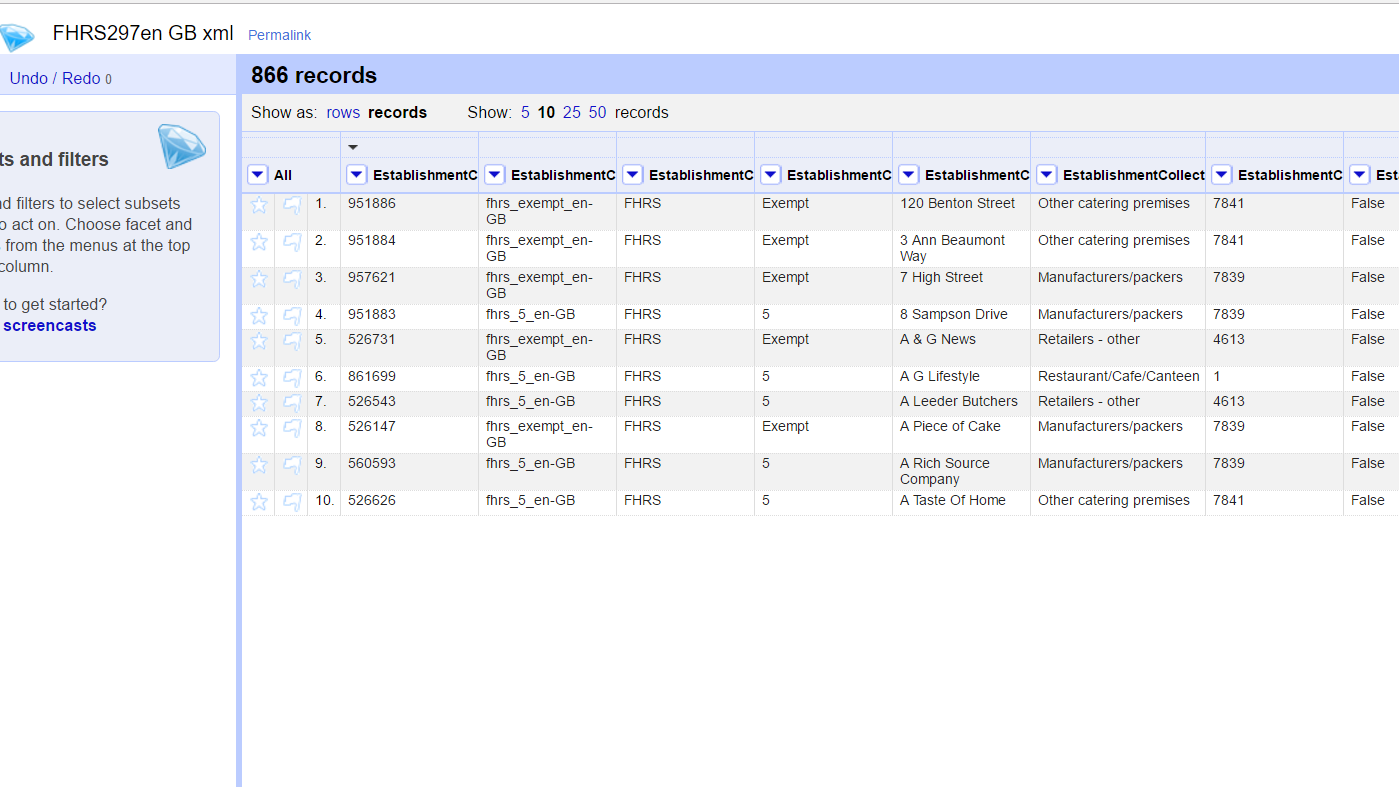 FHRS297en GB xml Permalink
Undo / Redo 0
866 records
Show as: rows records Show: 5 10 25 50 records
ts and filters
nd filters to select subsets
o act on. Choose facet and
s from the menus at the top
column.
to get started?
screencasts
All EstablishmentC EstablishmentC EstablishmentC EstablishmentC EstablishmentC EstablishmentCollect EstablishmentC Est
1. 951886 fhrs_exempt_en-GB FHRS Exempt 120 Benton Street Other catering premises 7841 False
2. 951884 fhrs_exempt_en-GB FHRS Exempt 3 Ann Beaumont Way Other catering premises 7841 False
3. 957621 fhrs_exempt_en-GB FHRS Exempt 7 High Street Manufacturers/packers 7839 False
4. 951883 fhrs_5_en-GB FHRS 5 8 Sampson Drive Manufacturers/packers 7839 False
5. 526731 fhrs_exempt_en-GB FHRS Exempt A & G News Retailers - other 4613 False
6. 861699 fhrs_5_en-GB FHRS 5 A G Lifestyle Restaurant/Cafe/Canteen 1 False
7. 526543 fhrs_5_en-GB FHRS 5 A Leeder Butchers Retailers - other 4613 False
8. 526147 fhrs_exempt_en-GB FHRS Exempt A Piece of Cake Manufacturers/packers 7839 False
9. 560593 fhrs_5_en-GB FHRS 5 A Rich Source Company Manufacturers/packers 7839 False
10. 526626 fhrs_5_en-GB FHRS 5 A Taste Of Home Other catering premises 7841 False